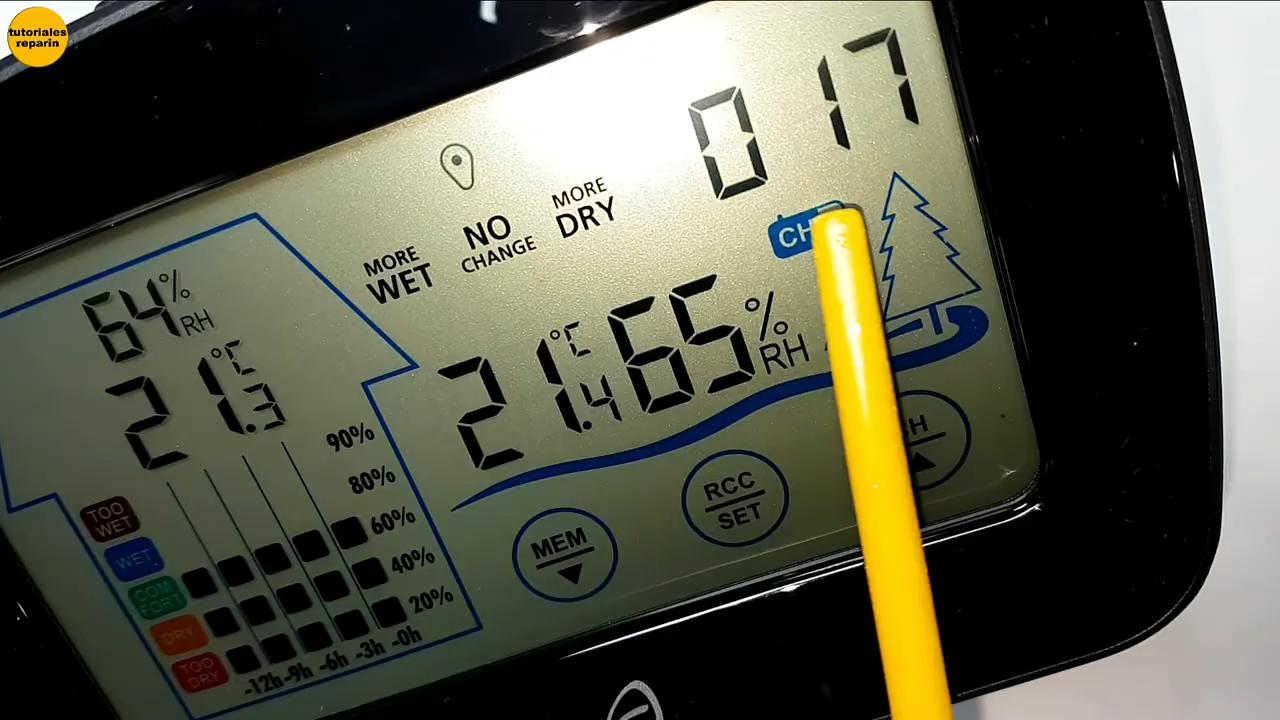 tutoriales
reparin
017
MORE
WET
NO
CHANGE
MORE
DRY
CH
64%
RH
21.3
°C
21.4
°C
65%
RH
90%
80%
60%
40%
20%
TOO
WET
WET
COM
FORT
DRY
TOO
DRY
-12h -9h -6h -3h -0h
MEM
RCC
SET